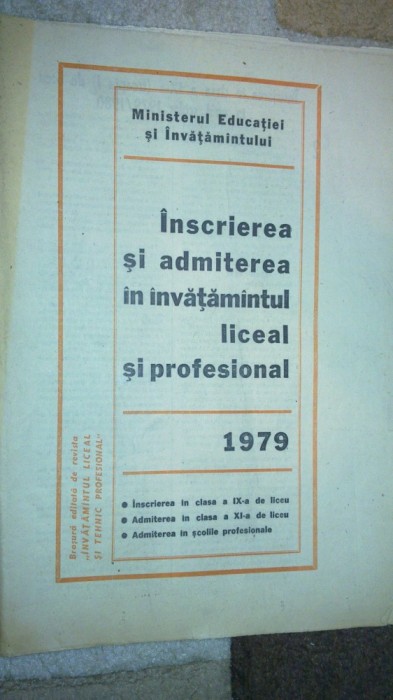 Ministerul Educației
și Învățămîntului
Înscrierea
și admiterea
în învățămîntul
liceal
și profesional
1979
● Înscrierea în clasa a IX-a de liceu
● Admiterea în clasa a XI-a de liceu
● Admiterea în școlile profesionale
Broșură editată de revista
„ÎNVĂȚĂMÎNTUL LICEAL
ȘI TEHNIC PROFESIONAL"